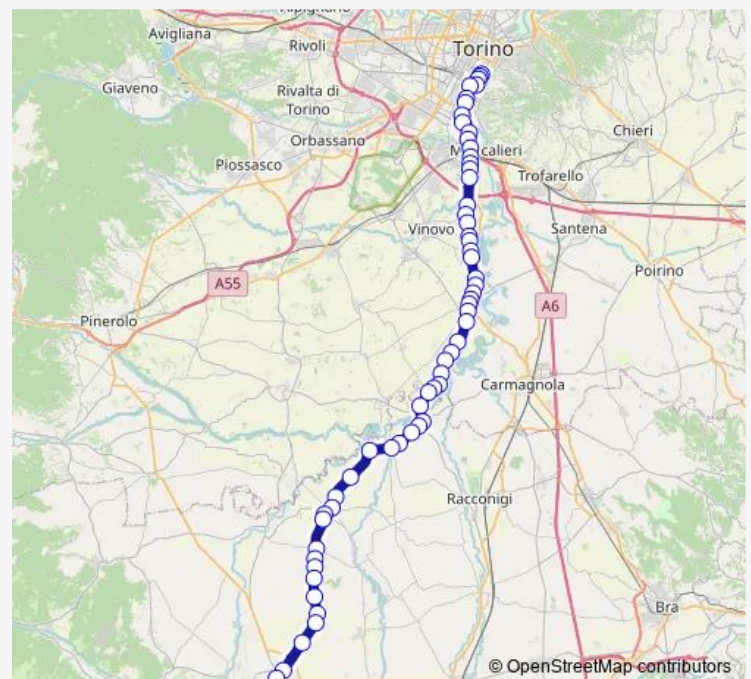 Alpignano
Avigliana
Rivoli
Torino
Giaveno
Rivalta di
Torino
Chieri
Orbassano
Piossasco
Trofarello
Vinovo
Santena
Poirino
A55
A6
Pinerolo
Carmagnola
Racconigi
Bra
© OpenStreetMap contributors